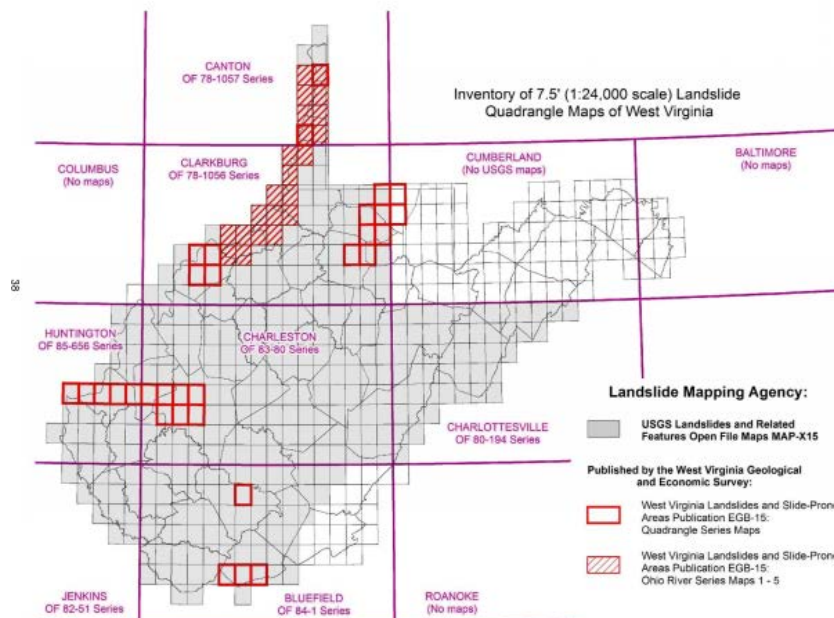 CANTON
OF 78-1057 Series
Inventory of 7.5' (1:24,000 scale) Landslide
Quadrangle Maps of West Virginia
COLUMBUS
(No maps)
CLARKBURG
OF 78-1056 Series
CUMBERLAND
(No USGS maps)
BALTIMORE
(No maps)
38
HUNTINGTON
OF 85-656 Series
CHARLESTON
OF 83-80 Series
CHARLOTTESVILLE
OF 80-194 Series
JENKINS
OF 82-51 Series
BLUEFIELD
OF 84-1 Series
ROANOKE
(No maps)
Landslide Mapping Agency:
USGS Landslides and Related
Features Open File Maps MAP-X15
Published by the West Virginia Geological
and Economic Survey:
West Virginia Landslides and Slide-Pron
Areas Publication EGB-15:
Quadrangle Series Maps
West Virginia Landslides and Slide-Pron
Areas Publication EGB-15:
Ohio River Series Maps 1 - 5